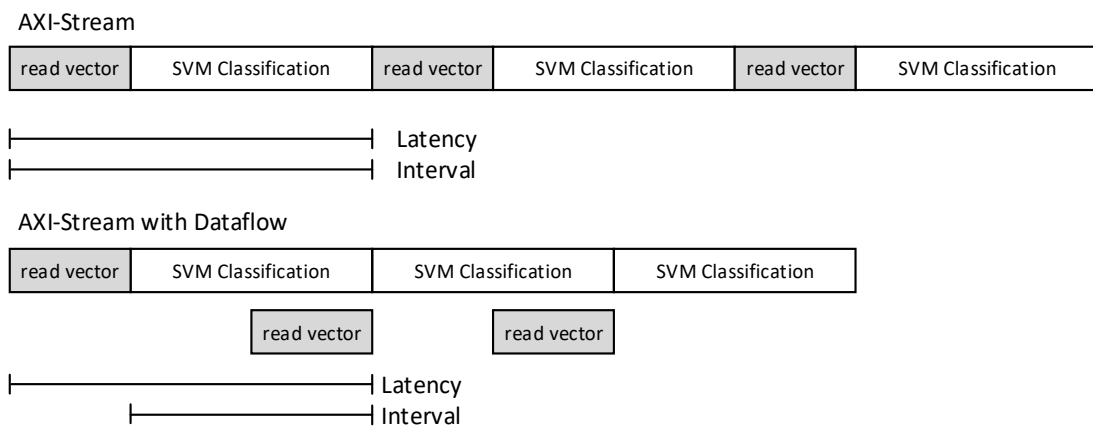 AXI-Stream
read vector SVM Classification read vector SVM Classification read vector SVM Classification
Latency
Interval
AXI-Stream with Dataflow
read vector SVM Classification SVM Classification SVM Classification
read vector read vector
Latency
Interval